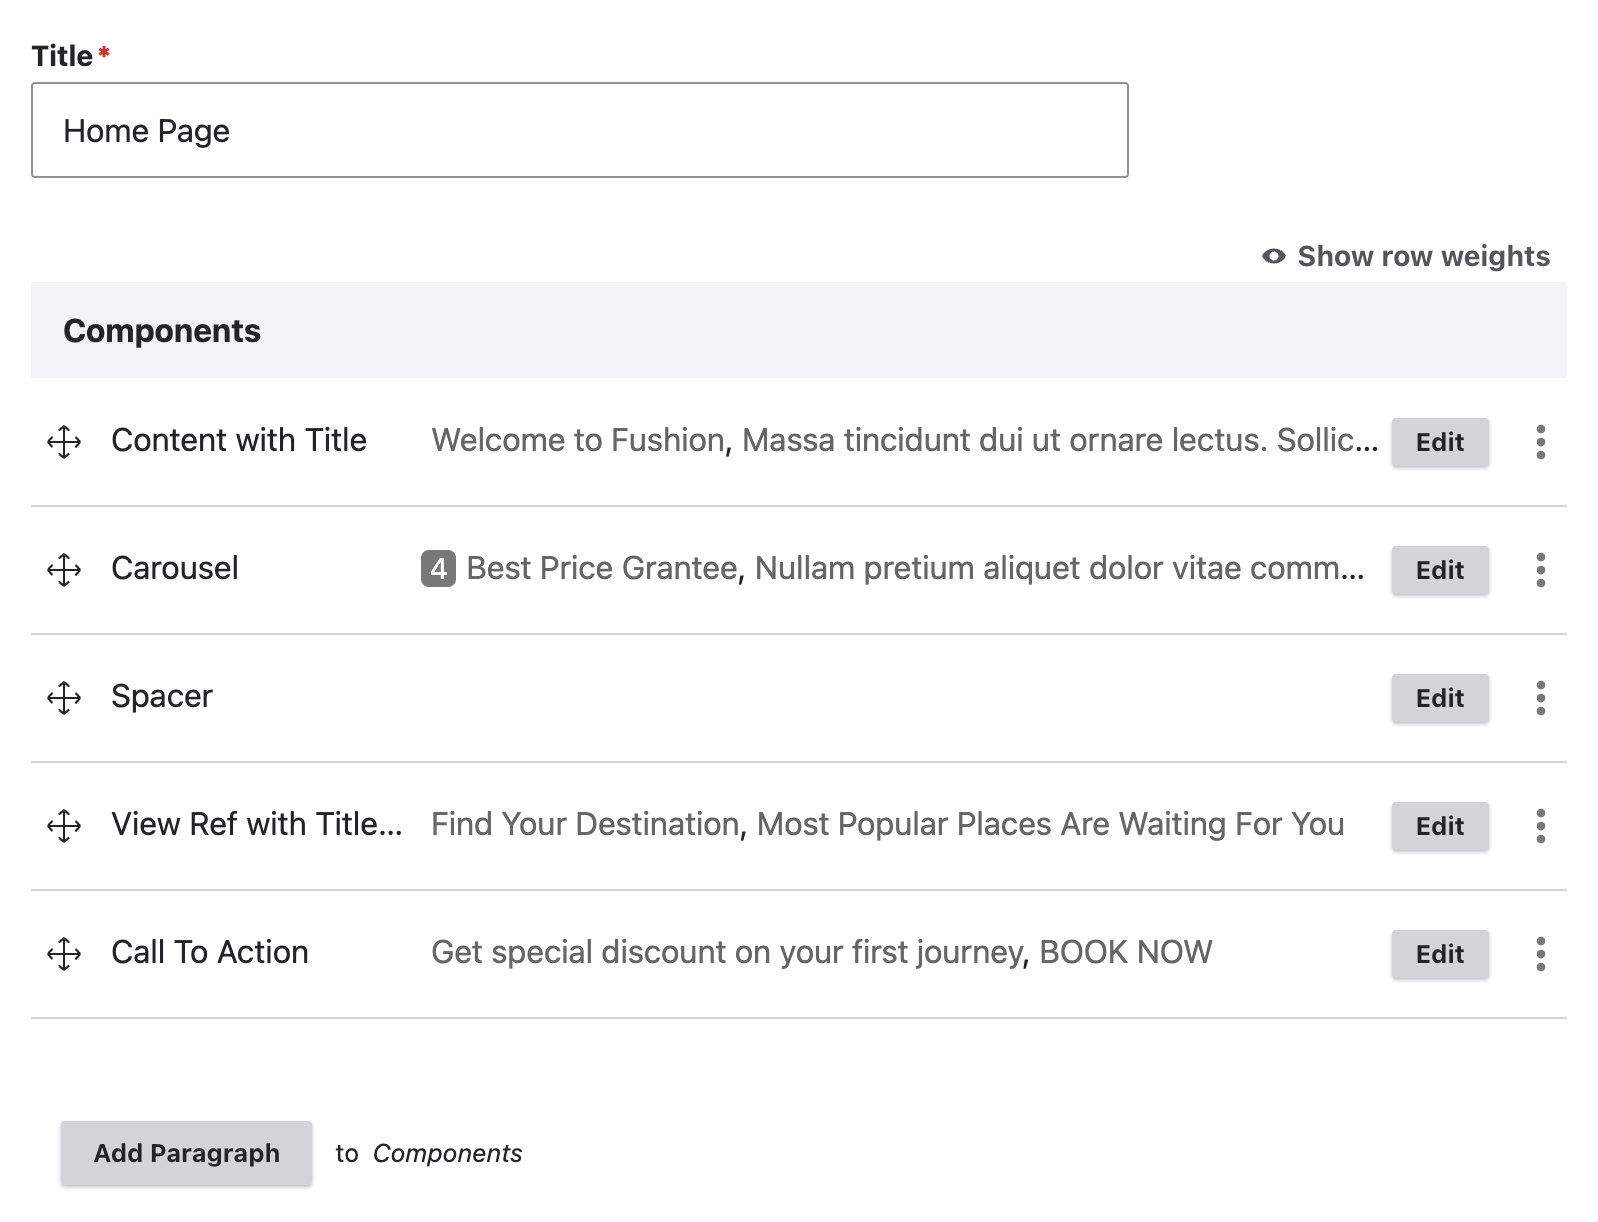 Title*
Home Page
Show row weights
Components
Content with Title Welcome to Fushion, Massa tincidunt dui ut ornare lectus. Sollic... Edit
Carousel 4 Best Price Grantee, Nullam pretium aliquet dolor vitae comm... Edit
Spacer Edit
View Ref with Title... Find Your Destination, Most Popular Places Are Waiting For You Edit
Call To Action Get special discount on your first journey, BOOK NOW Edit
Add Paragraph to Components